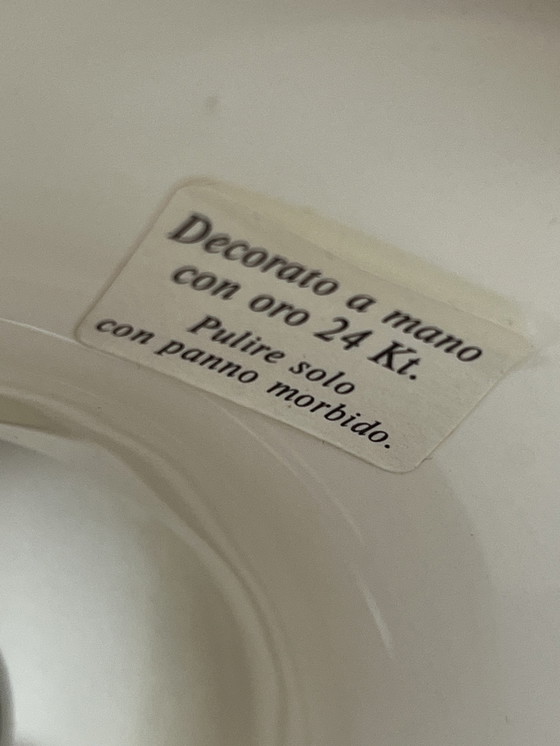 Decorato a mano
con oro 24 Kt.
Pulire solo
con panno morbido.